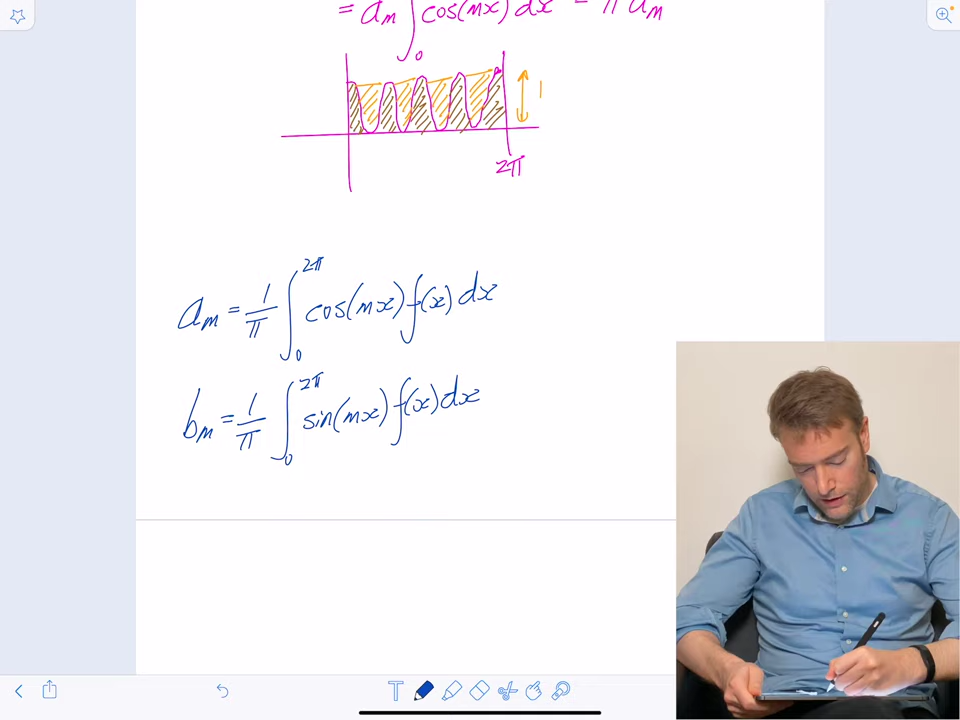 = a_m ∫_0 cos(mx) dx = π a_m
1
2π
a_m = 1/π ∫_0^{2π} cos(mx) f(x) dx
b_m = 1/π ∫_0^{2π} sin(mx) f(x) dx
T